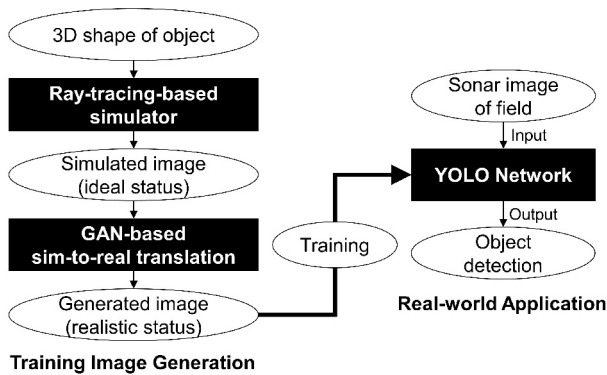 3D shape of object
Ray-tracing-based
simulator
Simulated image
(ideal status)
GAN-based
sim-to-real translation
Generated image
(realistic status)
Training Image Generation
Training
Sonar image
of field
Input
YOLO Network
Output
Object
detection
Real-world Application